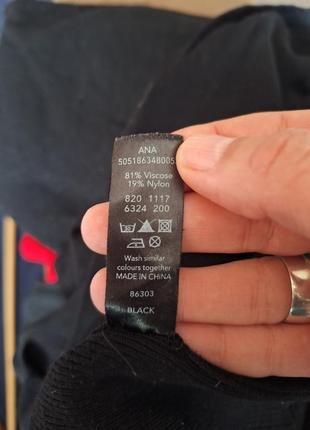 ANA
505186348005
81% Viscose
19% Nylon
820 1117
6324 200
Wash similar
colours together
MADE IN CHINA
86303
BLACK